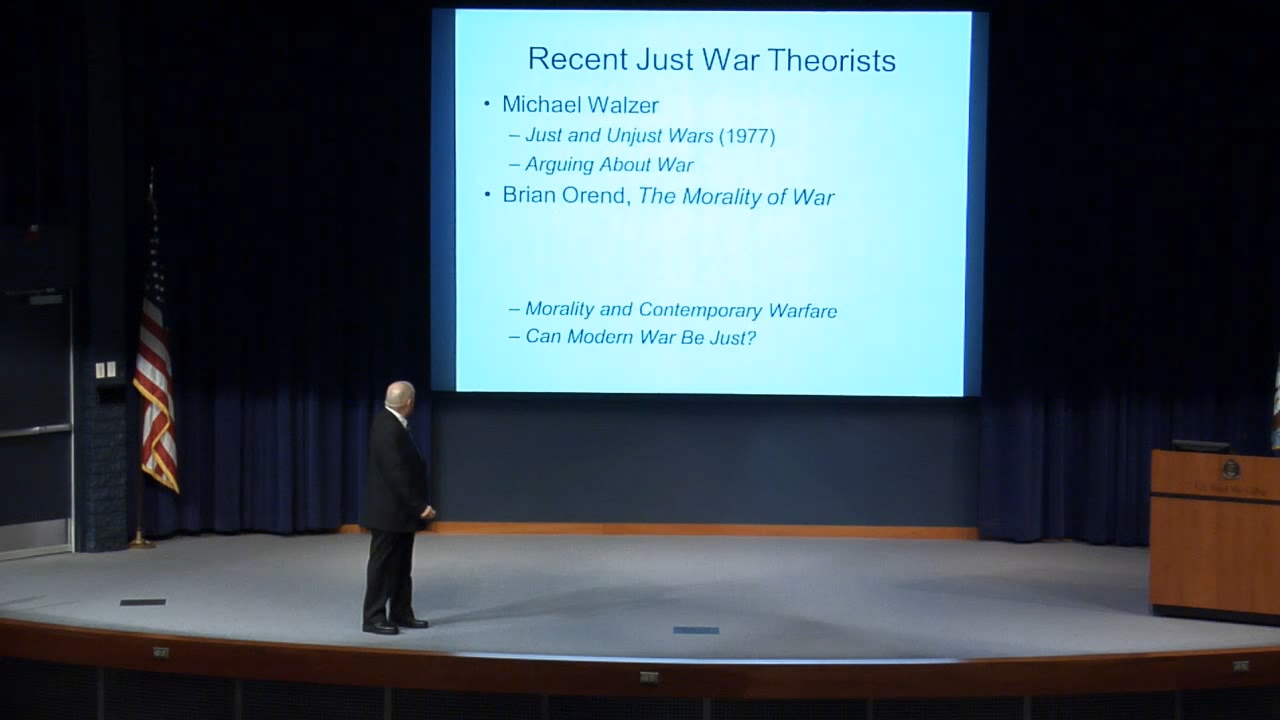 Recent Just War Theorists
• Michael Walzer
– Just and Unjust Wars (1977)
– Arguing About War
• Brian Orend, The Morality of War
– Morality and Contemporary Warfare
– Can Modern War Be Just?